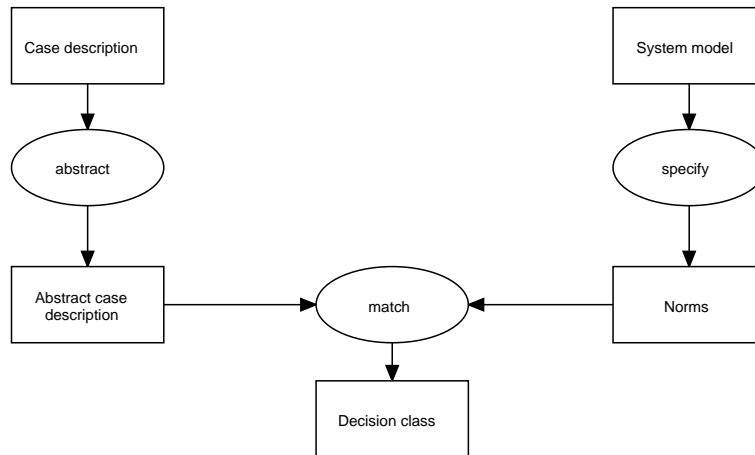 Case description
System model
abstract
specify
Abstract case
description
match
Norms
Decision class